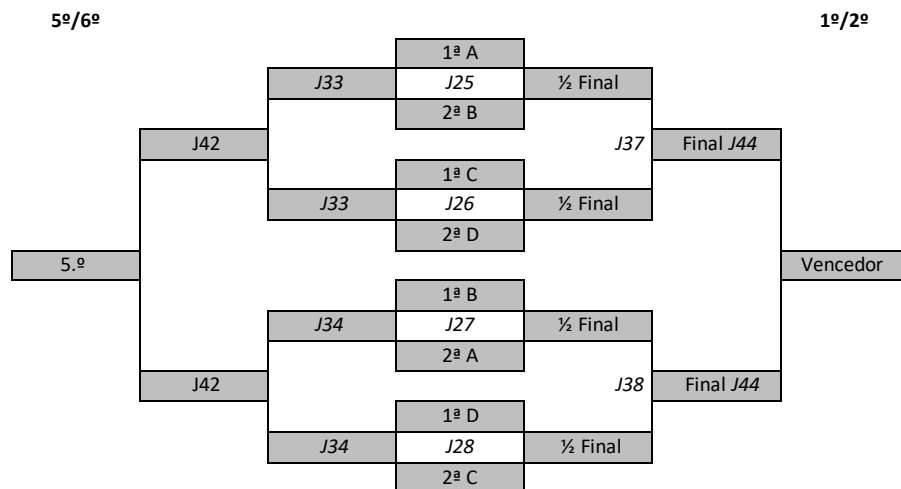 5º/6º 1º/2º
1ª A
J33 J25 ½ Final
2ª B
J42 J37 Final J44
1ª C
J33 J26 ½ Final
2ª D
5.º Vencedor
1ª B
J34 J27 ½ Final
2ª A
J42 J38 Final J44
1ª D
J34 J28 ½ Final
2ª C